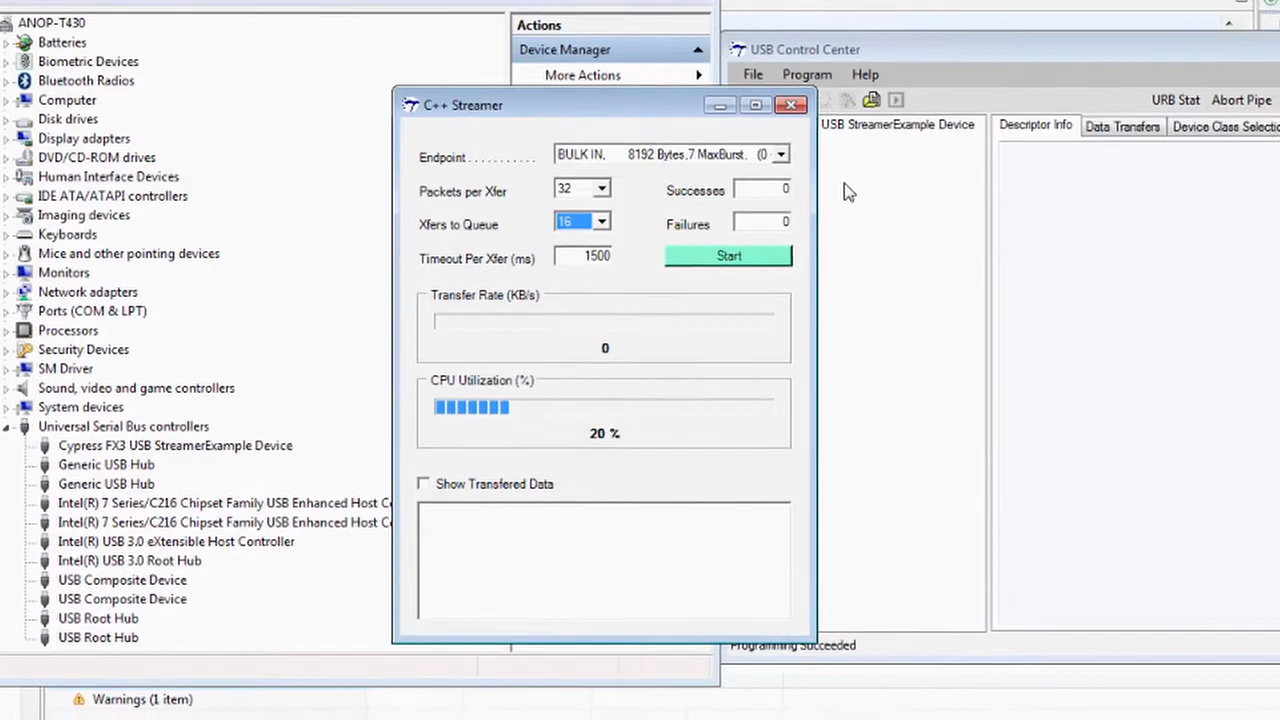 ANOP-T430
Batteries
Biometric Devices
Bluetooth Radios
Computer
Disk drives
Display adapters
DVD/CD-ROM drives
Human Interface Devices
IDE ATA/ATAPI controllers
Imaging devices
Keyboards
Mice and other pointing devices
Monitors
Network adapters
Ports (COM & LPT)
Processors
Security Devices
SM Driver
Sound, video and game controllers
System devices
Universal Serial Bus controllers
Cypress FX3 USB StreamerExample Device
Generic USB Hub
Generic USB Hub
Intel(R) 7 Series/C216 Chipset Family USB Enhanced Host Co
Intel(R) 7 Series/C216 Chipset Family USB Enhanced Host Co
Intel(R) USB 3.0 eXtensible Host Controller
Intel(R) USB 3.0 Root Hub
USB Composite Device
USB Composite Device
USB Root Hub
USB Root Hub
Warnings (1 item)
Actions
Device Manager
More Actions
C++ Streamer
Endpoint . . . . . . . . . . . BULK IN, 8192 Bytes,7 MaxBurst, (0
Packets per Xfer 32 Successes 0
Xfers to Queue 16 Failures 0
Timeout Per Xfer (ms) 1500 Start
Transfer Rate (KB/s)
0
CPU Utilization (%)
20 %
Show Transfered Data
USB Control Center
File Program Help
URB Stat Abort Pipe
USB StreamerExample Device
Descriptor Info Data Transfers Device Class Selectio
Programming Succeeded